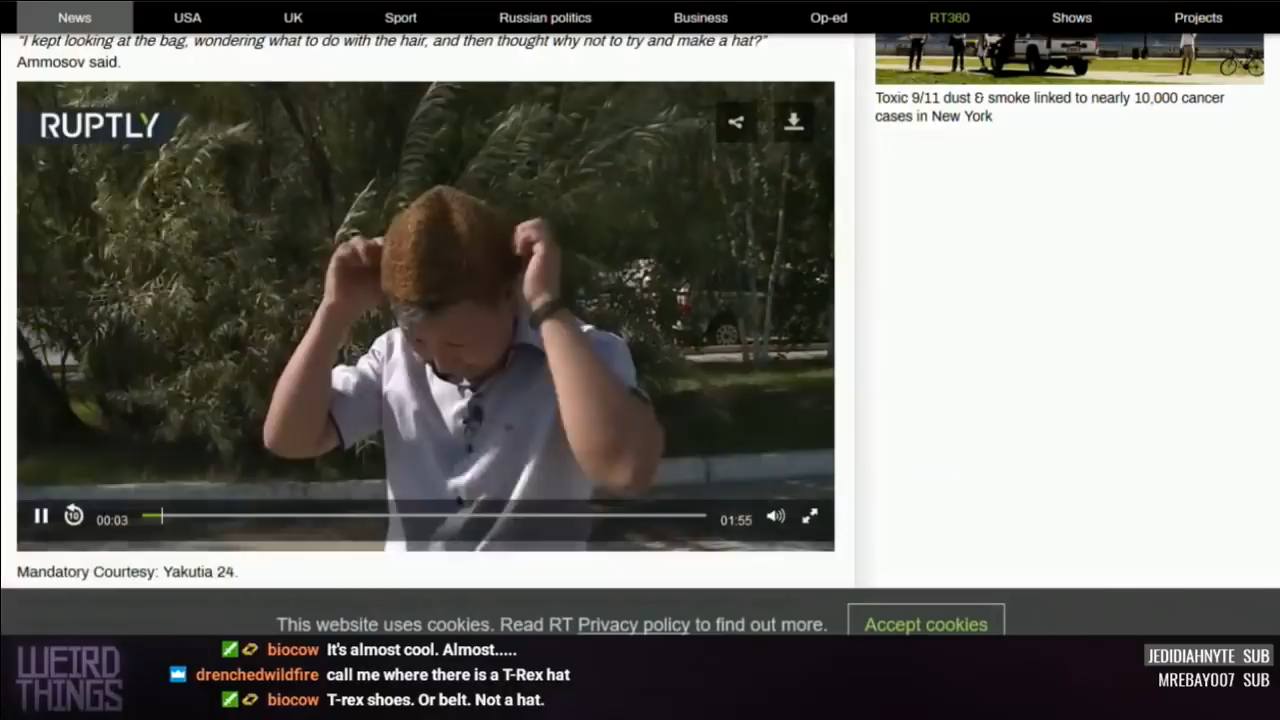 News USA UK Sport Russian politics Business Op-ed RT360 Shows Projects
"I kept looking at the bag, wondering what to do with the hair, and then thought why not to try and make a hat?"
Ammosov said.
RUPTLY
10
00:03
01:55
Mandatory Courtesy: Yakutia 24.
Toxic 9/11 dust & smoke linked to nearly 10,000 cancer
cases in New York
This website uses cookies. Read RT Privacy policy to find out more. Accept cookies
WEIRD
THINGS
biocow It's almost cool. Almost.....
drenchedwildfire call me where there is a T-Rex hat
biocow T-rex shoes. Or belt. Not a hat.
JEDIDIAHNYTE SUB
MREBAY007 SUB